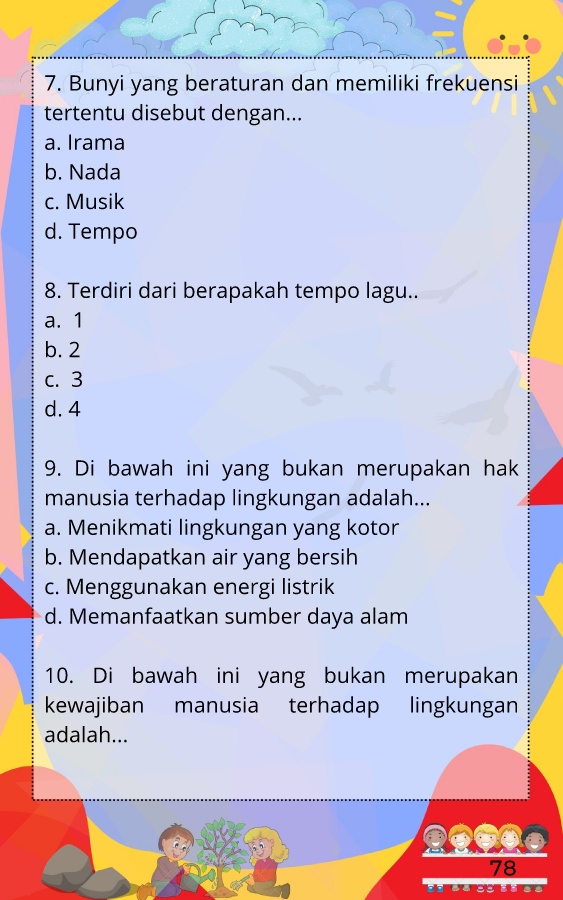 7. Bunyi yang beraturan dan memiliki frekuensi
tertentu disebut dengan...
a. Irama
b. Nada
c. Musik
d. Tempo
8. Terdiri dari berapakah tempo lagu..
a. 1
b. 2
c. 3
d. 4
9. Di bawah ini yang bukan merupakan hak
manusia terhadap lingkungan adalah...
a. Menikmati lingkungan yang kotor
b. Mendapatkan air yang bersih
c. Menggunakan energi listrik
d. Memanfaatkan sumber daya alam
10. Di bawah ini yang bukan merupakan
kewajiban manusia terhadap lingkungan
adalah...
78